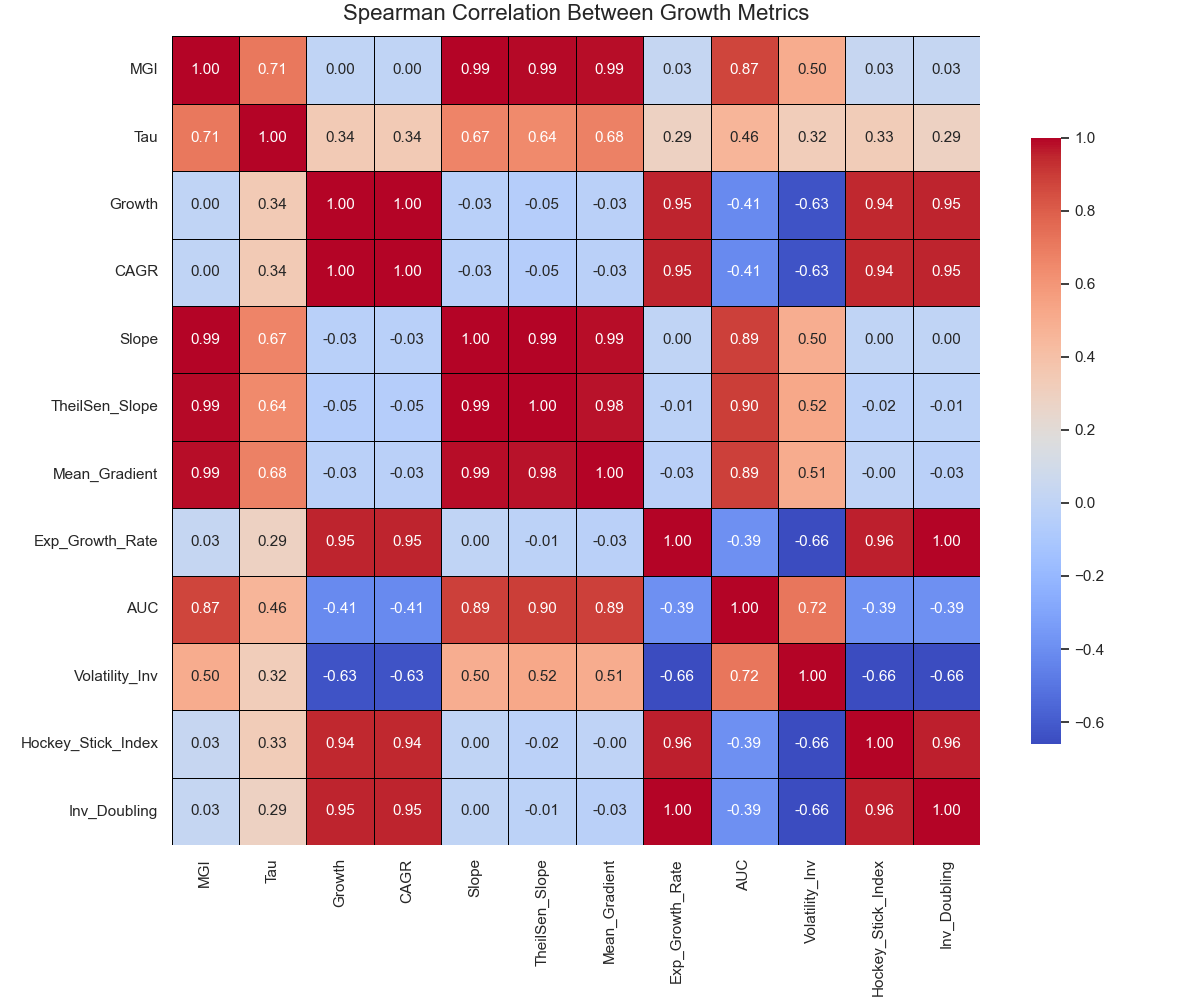 Spearman Correlation Between Growth Metrics
MGI 1.00 0.71 0.00 0.00 0.99 0.99 0.99 0.03 0.87 0.50 0.03 0.03
Tau 0.71 1.00 0.34 0.34 0.67 0.64 0.68 0.29 0.46 0.32 0.33 0.29
Growth 0.00 0.34 1.00 1.00 -0.03 -0.05 -0.03 0.95 -0.41 -0.63 0.94 0.95
CAGR 0.00 0.34 1.00 1.00 -0.03 -0.05 -0.03 0.95 -0.41 -0.63 0.94 0.95
Slope 0.99 0.67 -0.03 -0.03 1.00 0.99 0.99 0.00 0.89 0.50 0.00 0.00
TheilSen_Slope 0.99 0.64 -0.05 -0.05 0.99 1.00 0.98 -0.01 0.90 0.52 -0.02 -0.01
Mean_Gradient 0.99 0.68 -0.03 -0.03 0.99 0.98 1.00 -0.03 0.89 0.51 -0.00 -0.03
Exp_Growth_Rate 0.03 0.29 0.95 0.95 0.00 -0.01 -0.03 1.00 -0.39 -0.66 0.96 1.00
AUC 0.87 0.46 -0.41 -0.41 0.89 0.90 0.89 -0.39 1.00 0.72 -0.39 -0.39
Volatility_Inv 0.50 0.32 -0.63 -0.63 0.50 0.52 0.51 -0.66 0.72 1.00 -0.66 -0.66
Hockey_Stick_Index 0.03 0.33 0.94 0.94 0.00 -0.02 -0.00 0.96 -0.39 -0.66 1.00 0.96
Inv_Doubling 0.03 0.29 0.95 0.95 0.00 -0.01 -0.03 1.00 -0.39 -0.66 0.96 1.00
MGI Tau Growth CAGR Slope TheilSen_Slope Mean_Gradient Exp_Growth_Rate AUC Volatility_Inv Hockey_Stick_Index Inv_Doubling
1.0
0.8
0.6
0.4
0.2
0.0
−0.2
−0.4
−0.6